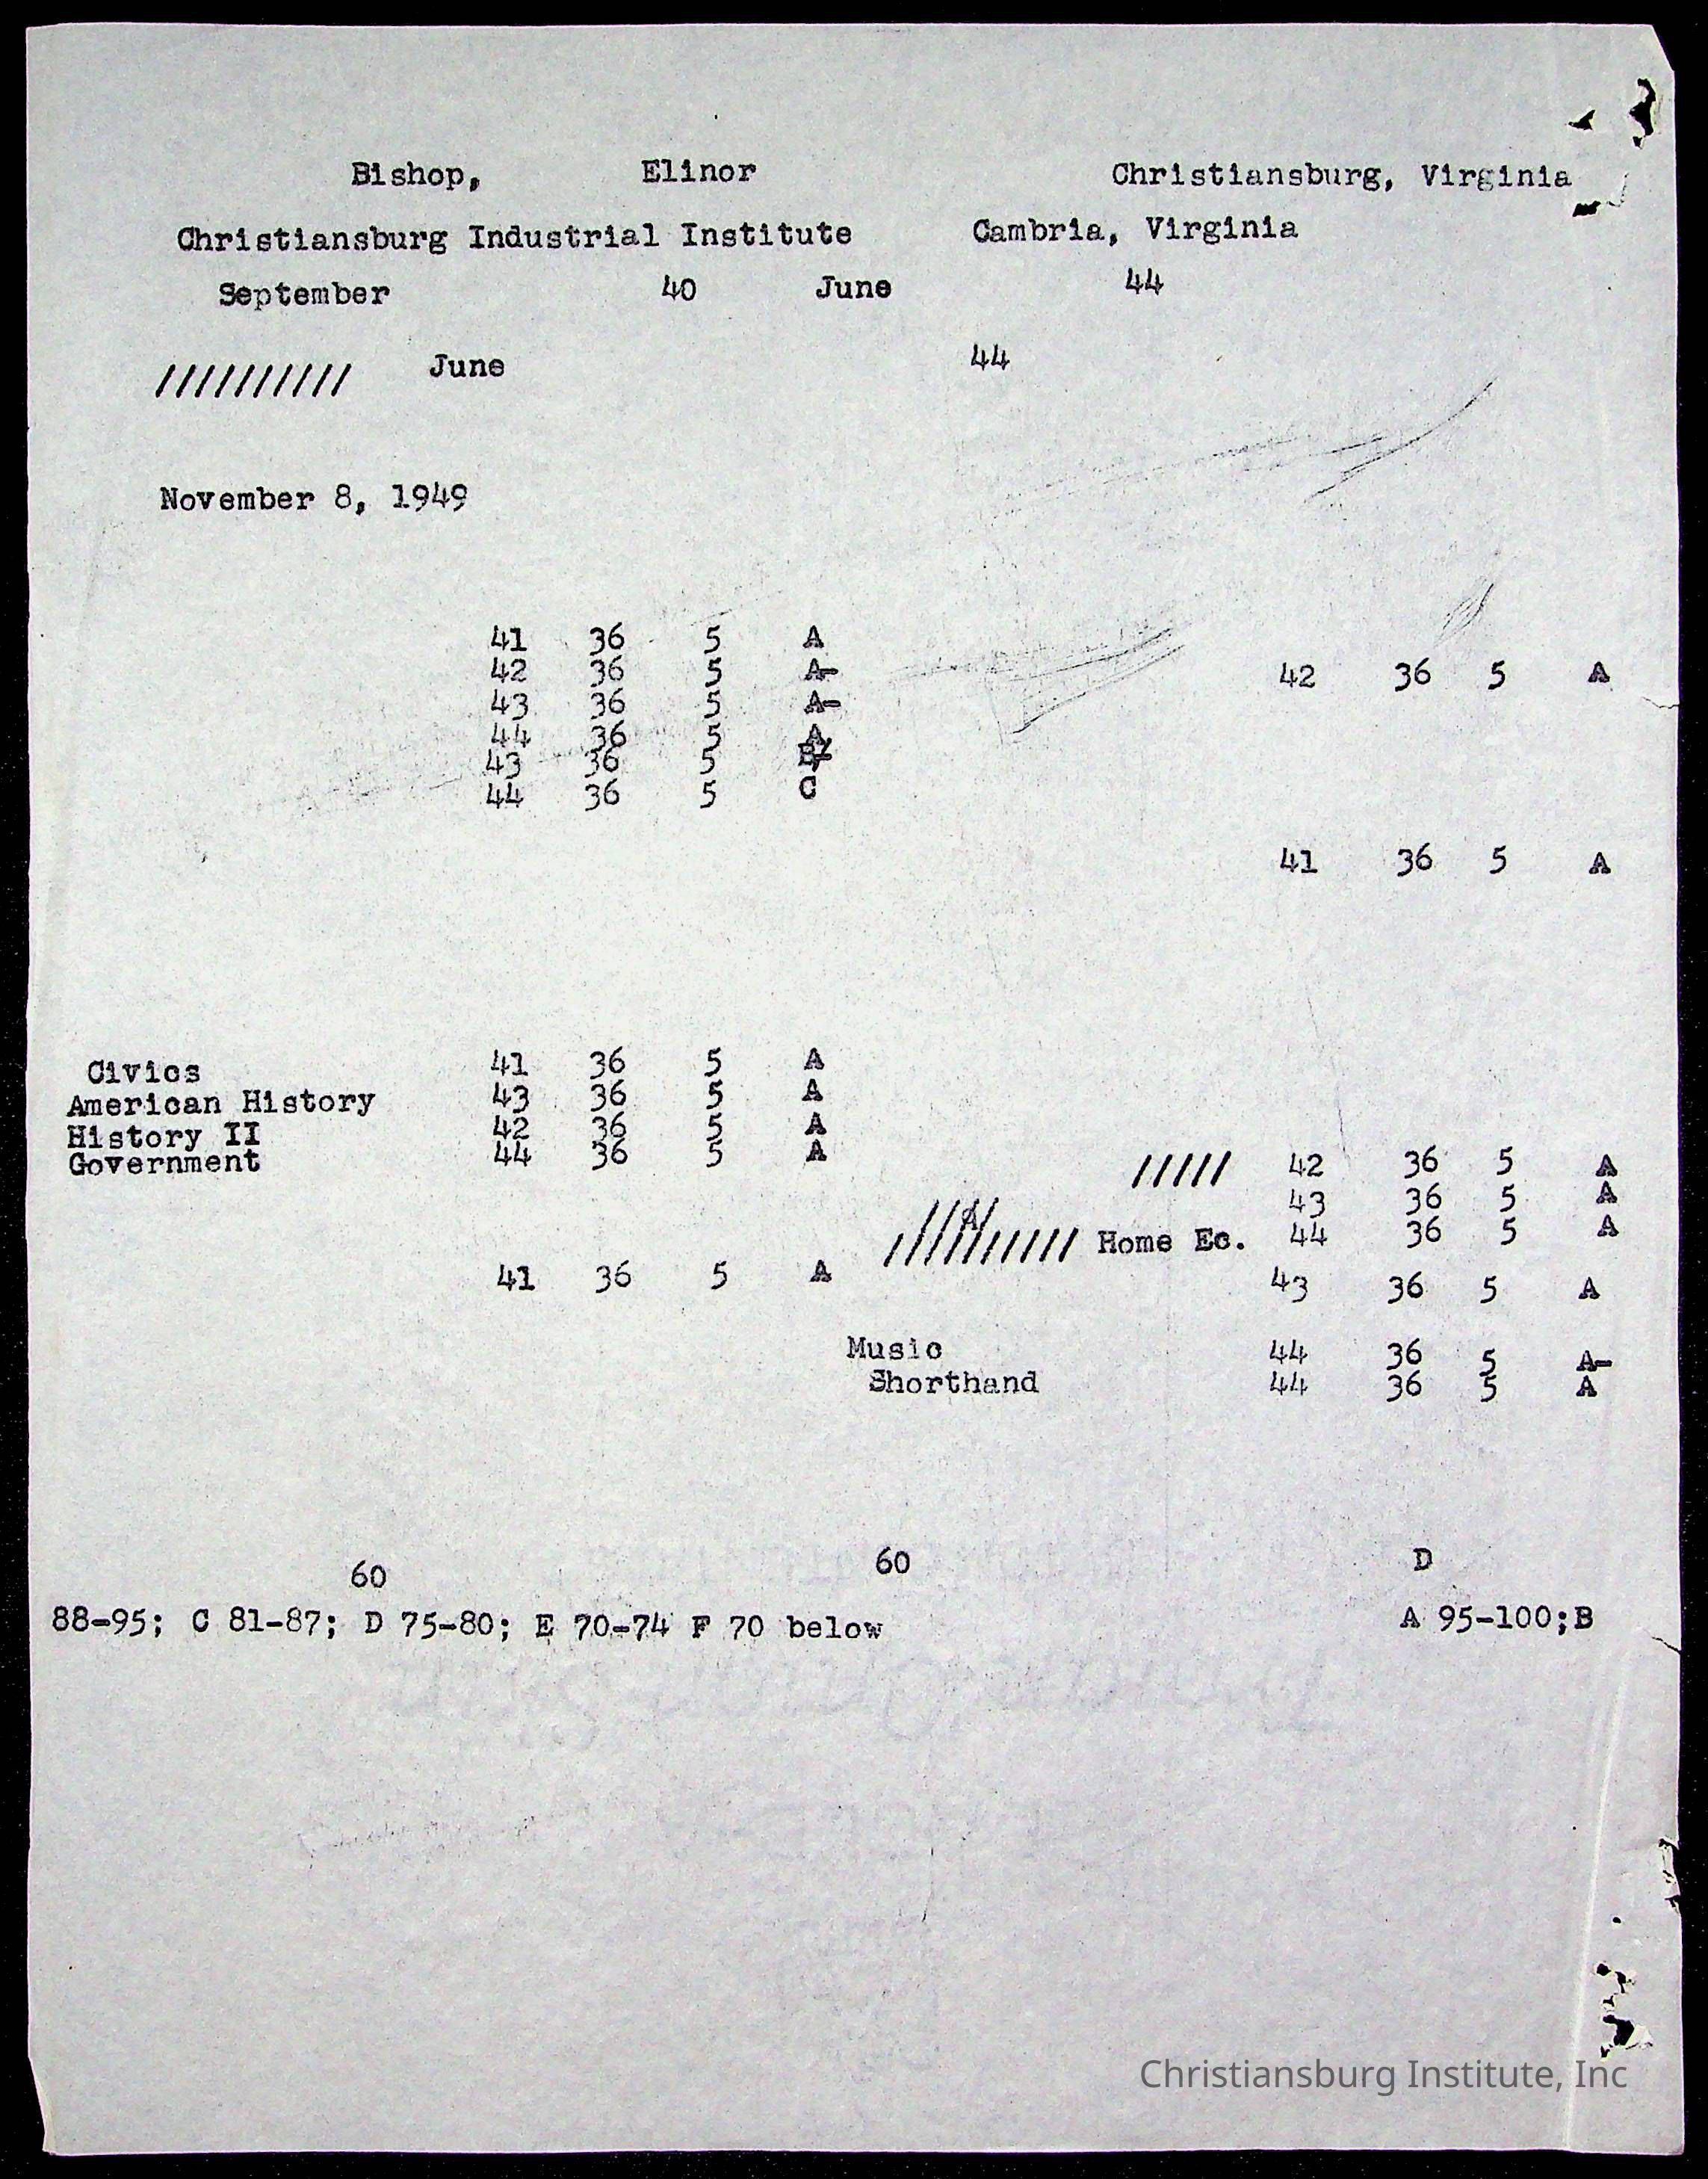 Bishop, Elinor Christiansburg, Virginia
Christiansburg Industrial Institute Cambria, Virginia
September 40 June 44
////////// June 44
November 8, 1949
41 36 5 A
42 36 5 A- 42 36 5 A
43 36 5 A-
44 36 5 A
43 36 5
44 36 5 C
41 36 5 A
Civics 41 36 5 A
American History 43 36 5 A
History II 42 36 5 A
Government 44 36 5 A ///// 42 36 5 A
43 36 5 A
Home Ec. 44 36 5 A
41 36 5 A 43 36 5 A
Music 44 36 5 A-
Shorthand 44 36 5 A
60 60 D
88-95; C 81-87; D 75-80; E 70-74 F 70 below A 95-100;B
Christiansburg Institute, Inc